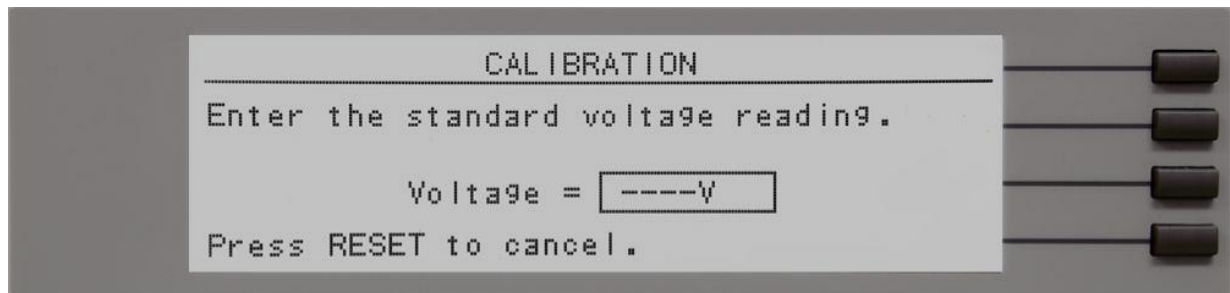 CALIBRATION
Enter the standard voltage reading.
Voltage = ----V
Press RESET to cancel.